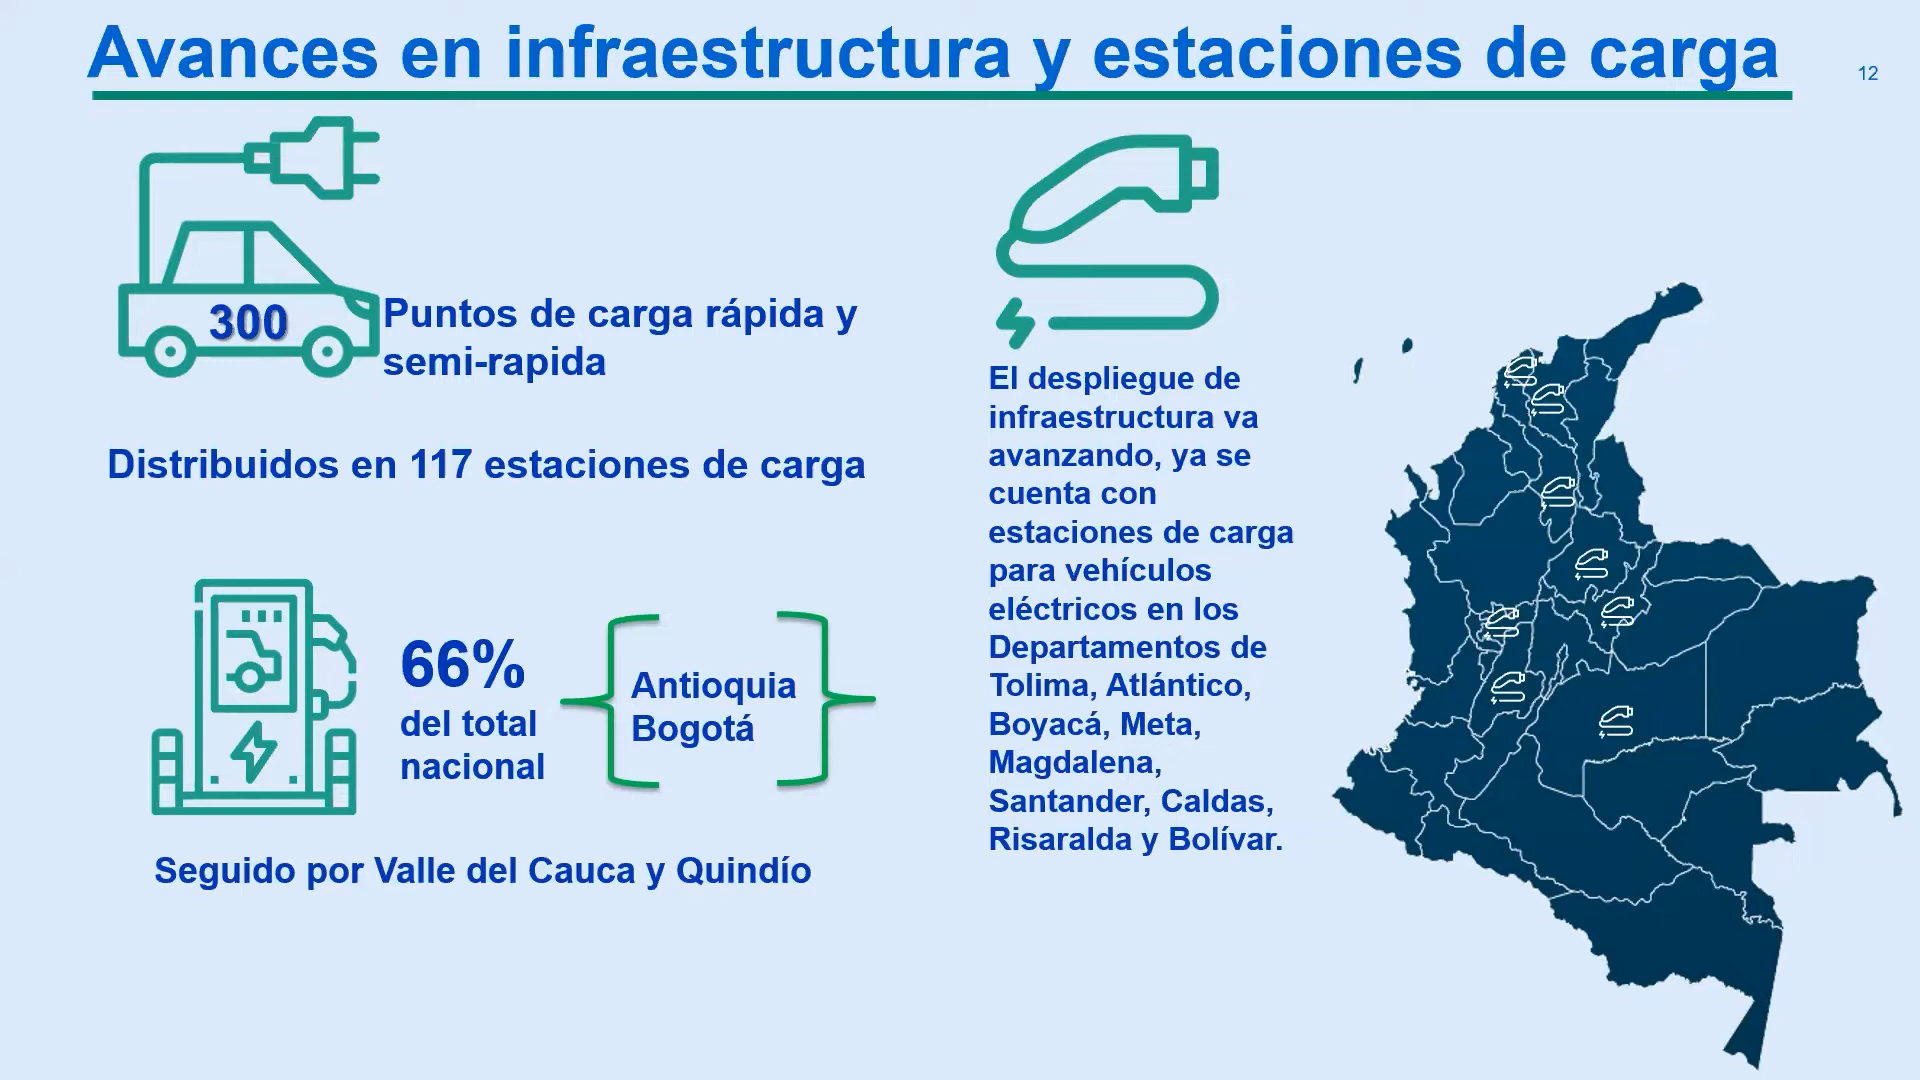 Avances en infraestructura y estaciones de carga
12
300
Puntos de carga rápida y
semi-rapida
Distribuidos en 117 estaciones de carga
66%
del total
nacional
Antioquia
Bogotá
Seguido por Valle del Cauca y Quindío
El despliegue de
infraestructura va
avanzando, ya se
cuenta con
estaciones de carga
para vehículos
eléctricos en los
Departamentos de
Tolima, Atlántico,
Boyacá, Meta,
Magdalena,
Santander, Caldas,
Risaralda y Bolívar.